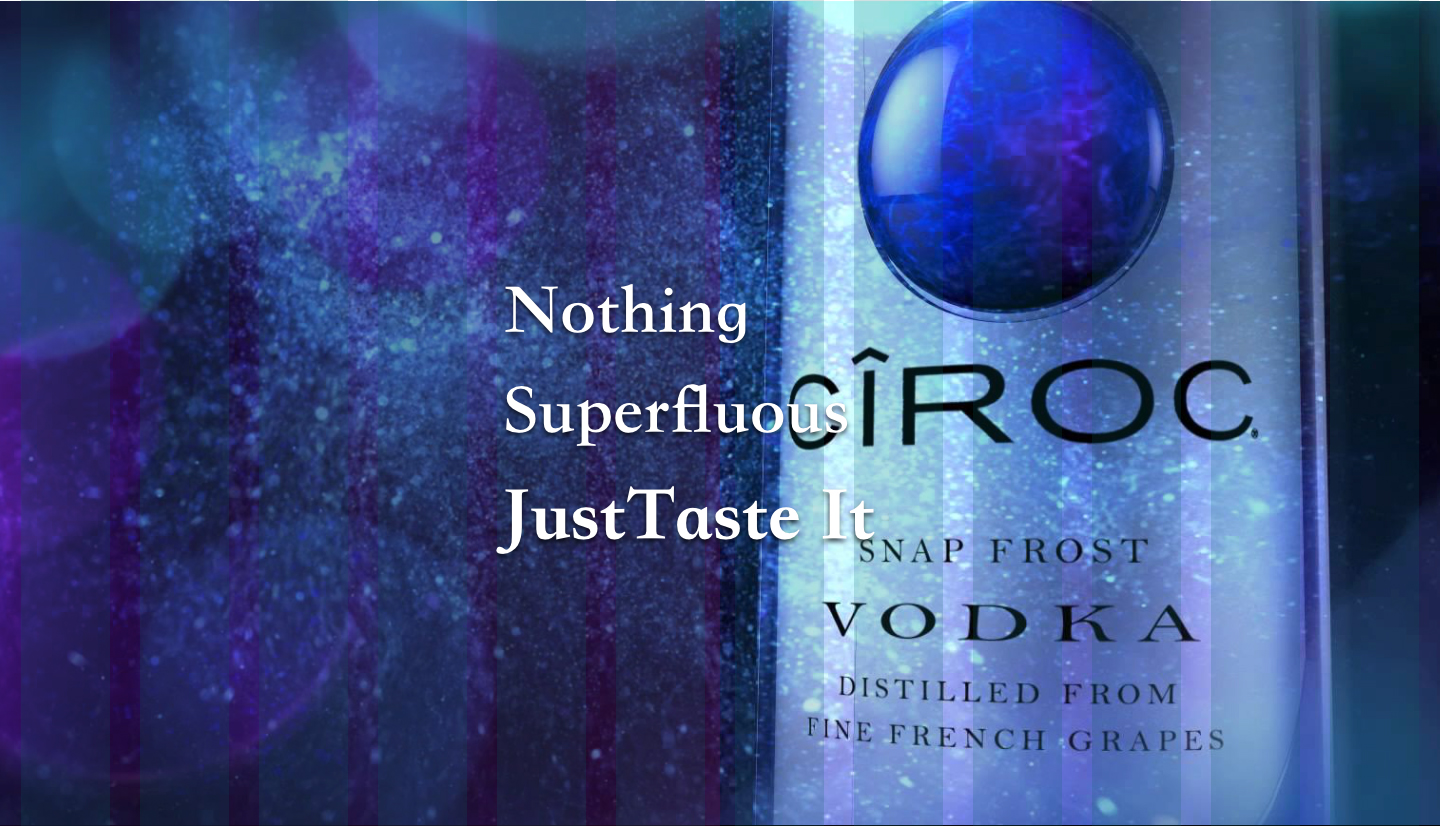 Nothing
Superfluous
JustTaste It
CÎROC®
SNAP FROST
VODKA
DISTILLED FROM
FINE FRENCH GRAPES